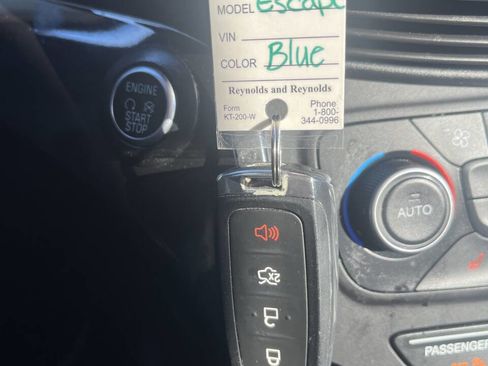 MODEL Escape
VIN
COLOR Blue
Reynolds and Reynolds
Form
KT-200-W
Phone
1-800-
344-0996
ENGINE
START
STOP
2x
AUTO
PASSENGER